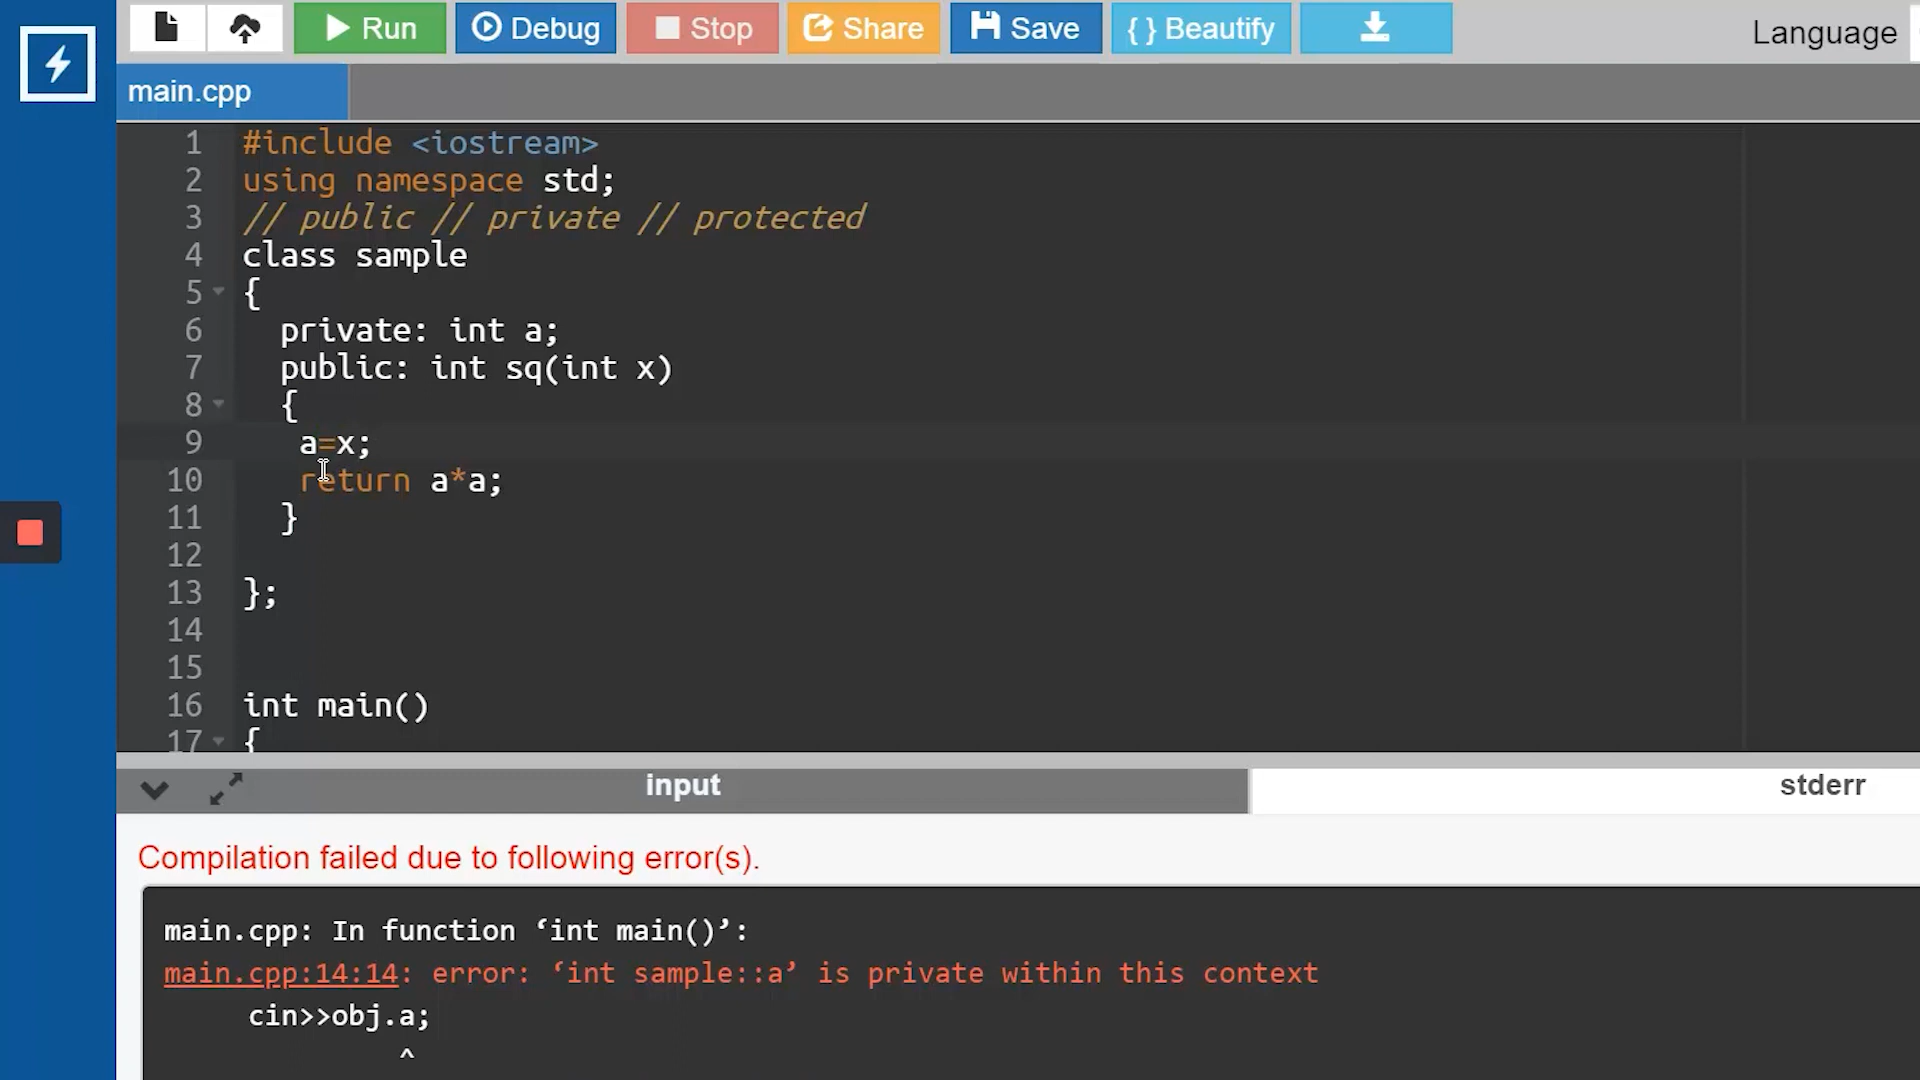 Run Debug Stop Share Save { } Beautify Language
main.cpp
1 #include <iostream>
2 using namespace std;
3 // public // private // protected
4 class sample
5 {
6 private: int a;
7 public: int sq(int x)
8 {
9 a=x;
10 return a*a;
11 }
12
13 };
14
15
16 int main()
17 {
input stderr
Compilation failed due to following error(s).
main.cpp: In function ‘int main()’:
main.cpp:14:14: error: ‘int sample::a’ is private within this context
cin>>obj.a;
^